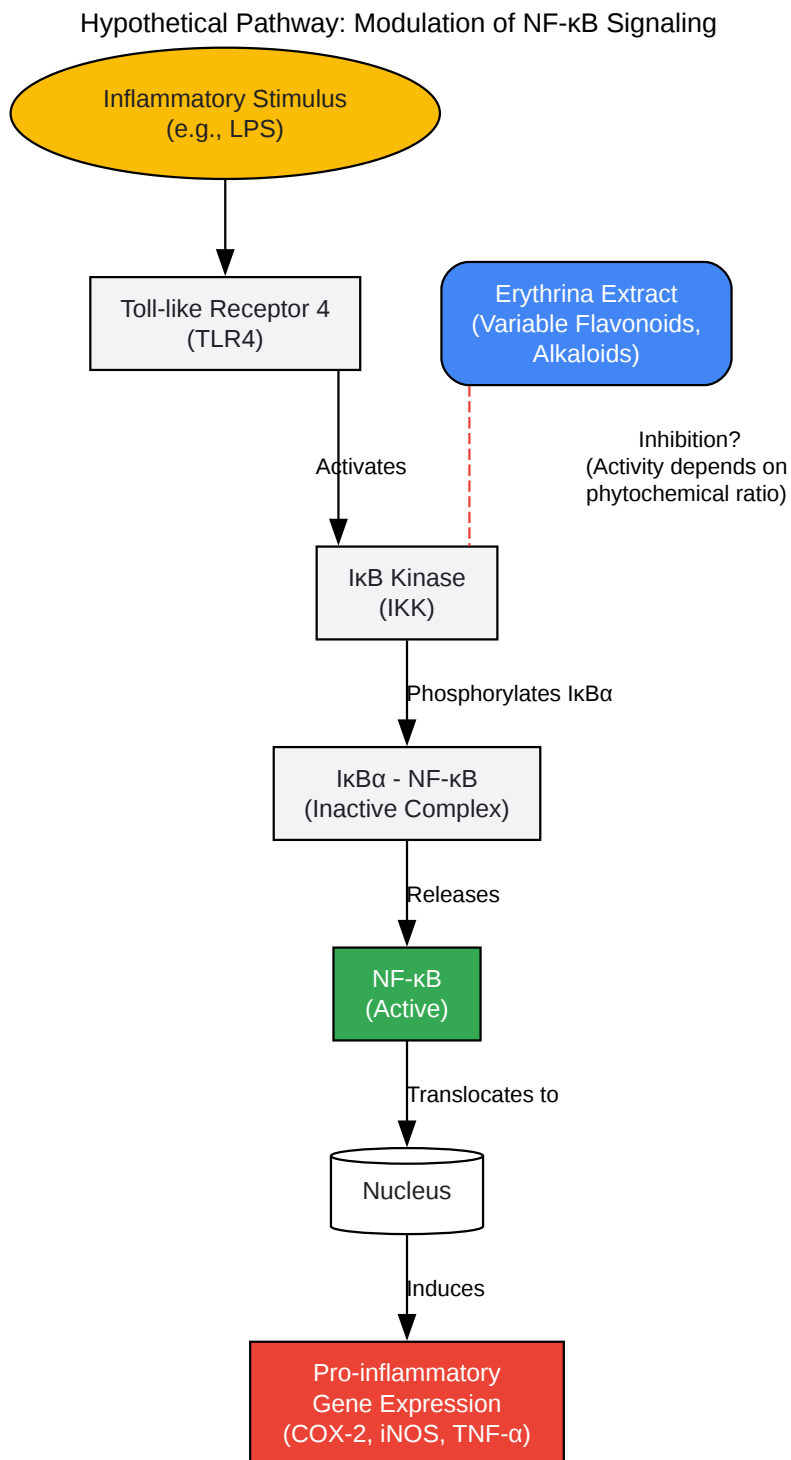 Hypothetical Pathway: Modulation of NF-κB Signaling
Inflammatory Stimulus
(e.g., LPS)
Toll-like Receptor 4
(TLR4)
Erythrina Extract
(Variable Flavonoids,
Alkaloids)
Activates
Inhibition?
(Activity depends on
phytochemical ratio)
IκB Kinase
(IKK)
Phosphorylates IκBα
IκBα - NF-κB
(Inactive Complex)
Releases
NF-κB
(Active)
Translocates to
Nucleus
Induces
Pro-inflammatory
Gene Expression
(COX-2, iNOS, TNF-α)